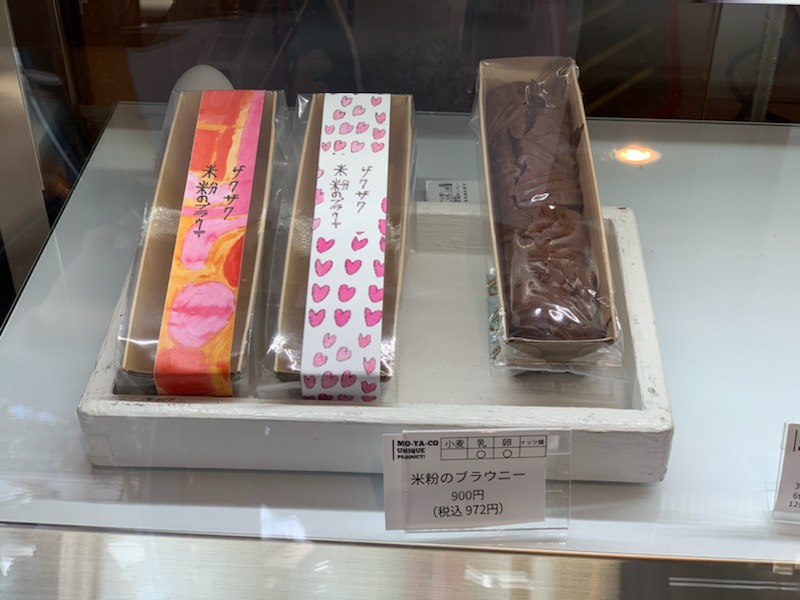 ザクザク
米粉のブラウニー
ザクザク
米粉のブラウニー
MO-YA-CO
UNIQUE
PRODUCT!
小麦 乳 卵 ナッツ類
○ ○
米粉のブラウニー
900円
(税込 972円)